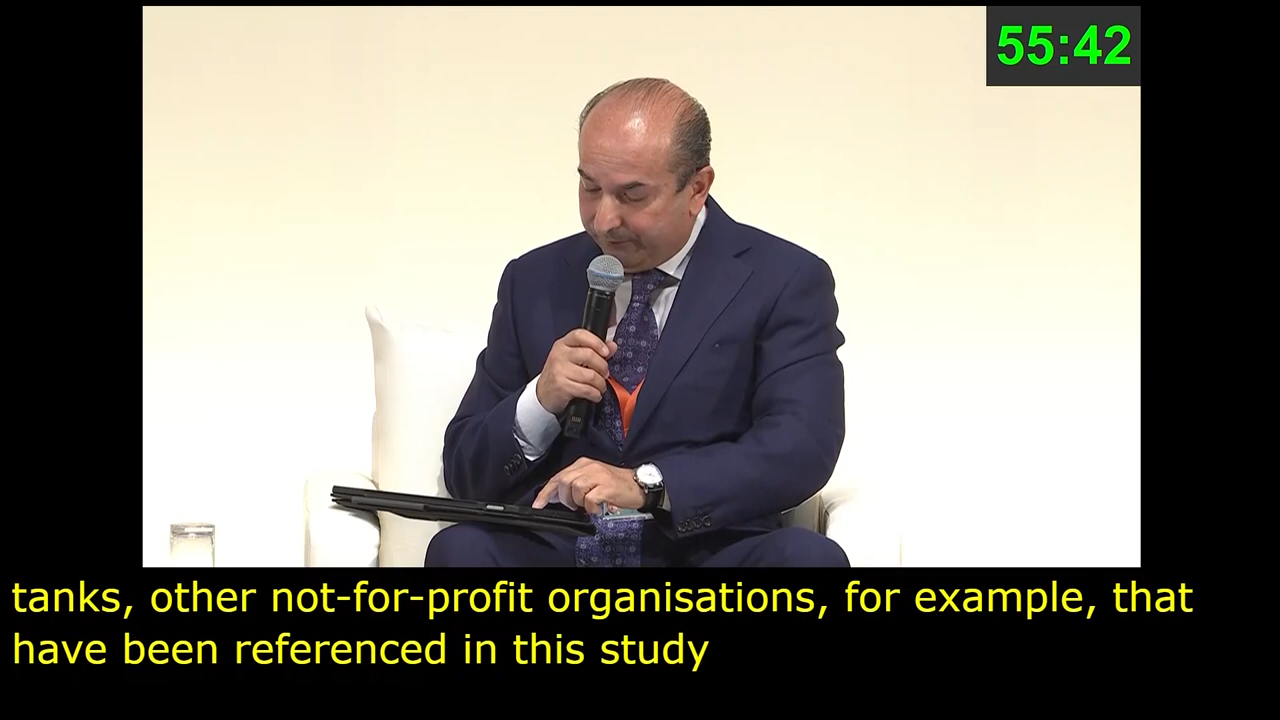 55:42
tanks, other not-for-profit organisations, for example, that
have been referenced in this study